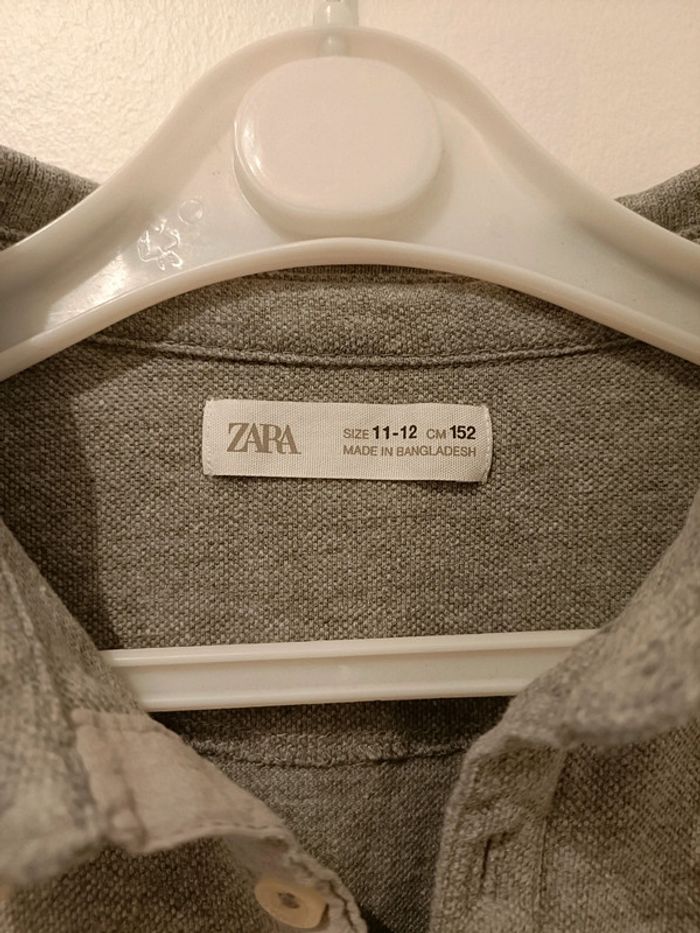 ZARA
SIZE 11-12 CM 152
MADE IN BANGLADESH